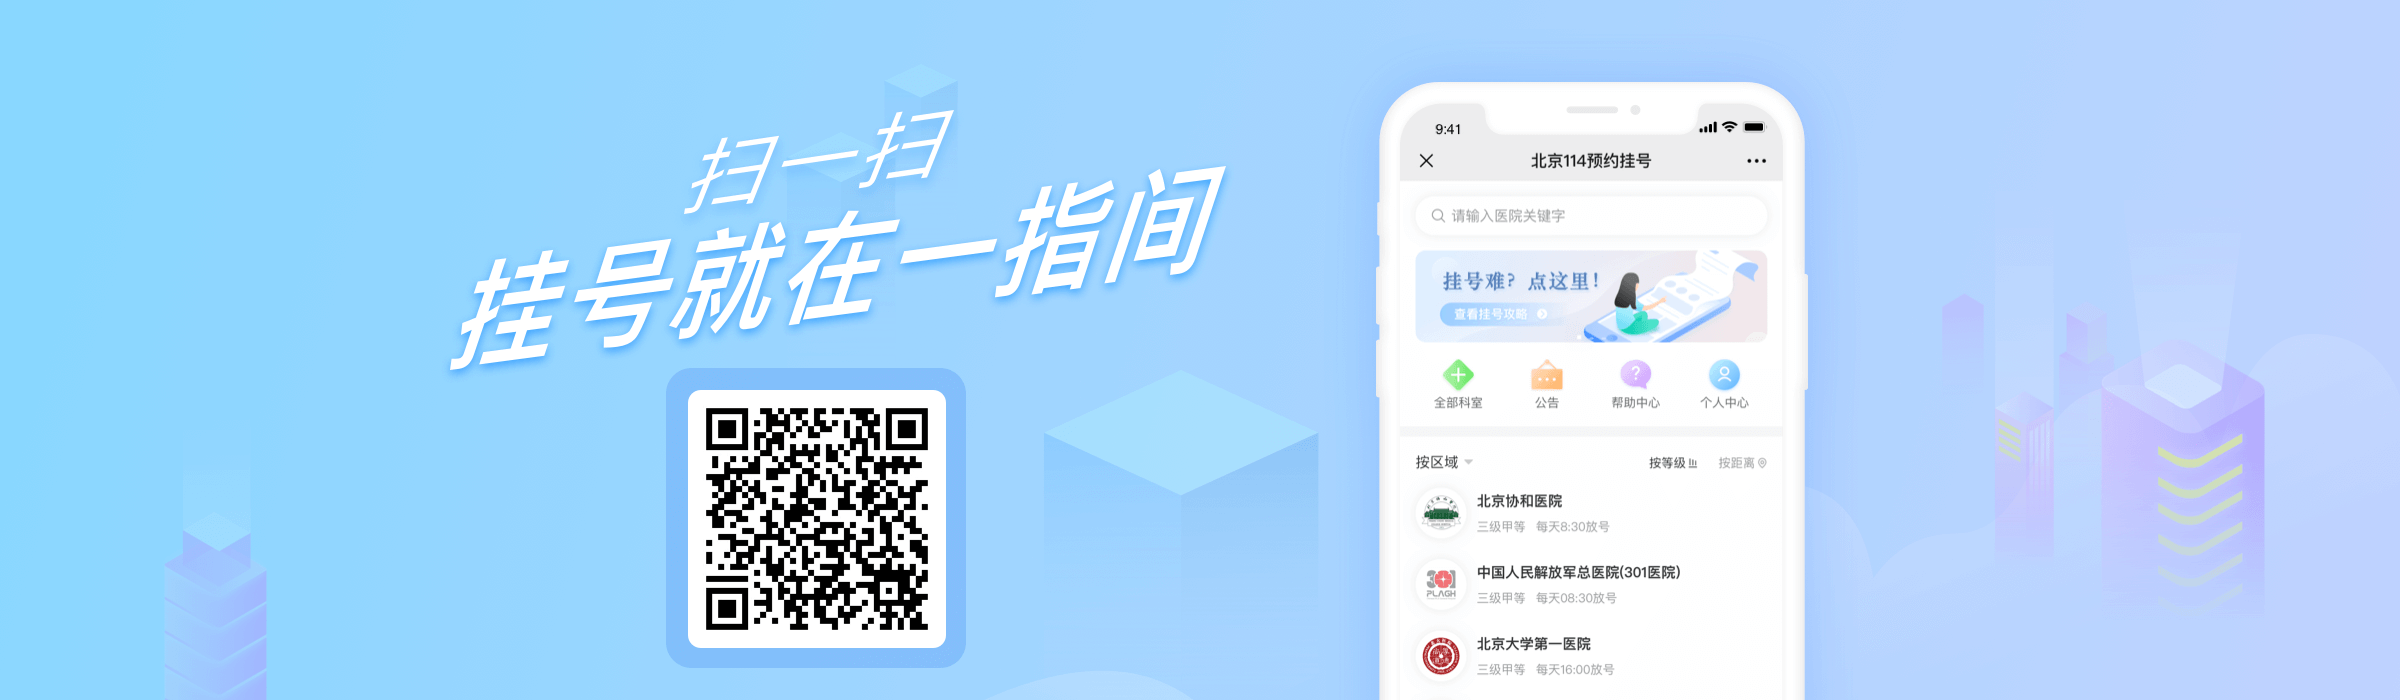 扫一扫
挂号就在一指间
9:41
北京114预约挂号
请输入医院关键字
挂号难？点这里！
查看挂号攻略
全部科室 公告 帮助中心 个人中心
按区域 按等级 按距离
北京协和医院
三级甲等 每天8:30放号
中国人民解放军总医院(301医院)
301
PLAGH
三级甲等 每天08:30放号
北京大学第一医院
三级甲等 每天16:00放号